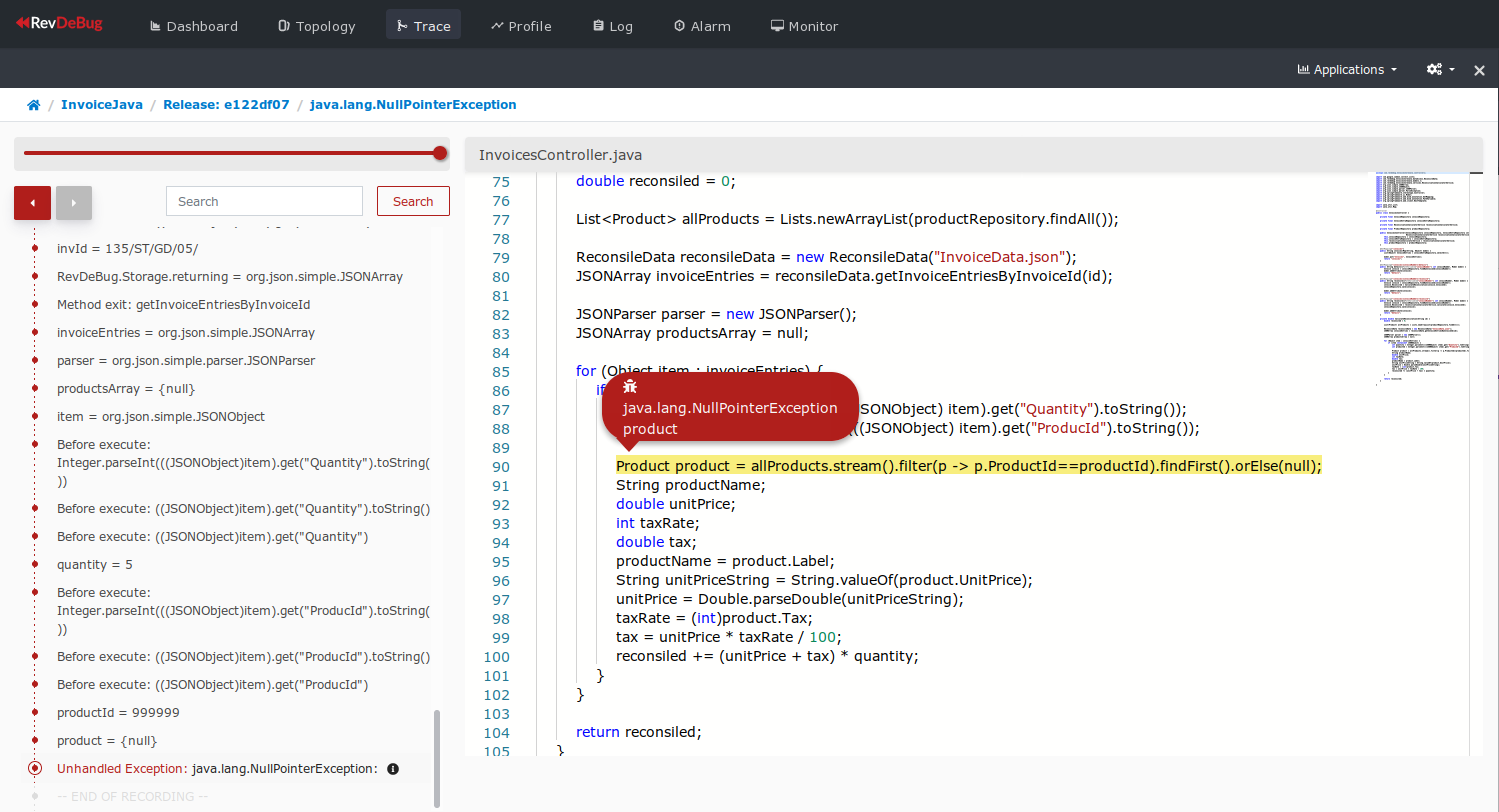 RevDeBug
Dashboard
Topology
Trace
Profile
Log
Alarm
Monitor
Applications
InvoiceJava / Release: e122df07 / java.lang.NullPointerException
Search
Search
invId = 135/ST/GD/05/
RevDeBug.Storage.returning = org.json.simple.JSONArray
Method exit: getInvoiceEntriesByInvoiceId
invoiceEntries = org.json.simple.JSONArray
parser = org.json.simple.parser.JSONParser
productsArray = {null}
item = org.json.simple.JSONObject
Before execute:
Integer.parseInt(((JSONObject)item).get("Quantity").toString(
))
Before execute: ((JSONObject)item).get("Quantity").toString()
Before execute: ((JSONObject)item).get("Quantity")
quantity = 5
Before execute:
Integer.parseInt(((JSONObject)item).get("ProducId").toString(
))
Before execute: ((JSONObject)item).get("ProducId").toString()
Before execute: ((JSONObject)item).get("ProducId")
productId = 999999
product = {null}
Unhandled Exception: java.lang.NullPointerException:
-- END OF RECORDING --
InvoicesController.java
75 double reconsiled = 0;
76
77 List<Product> allProducts = Lists.newArrayList(productRepository.findAll());
78
79 ReconsileData reconsileData = new ReconsileData("InvoiceData.json");
80 JSONArray invoiceEntries = reconsileData.getInvoiceEntriesByInvoiceId(id);
81
82 JSONParser parser = new JSONParser();
83 JSONArray productsArray = null;
84
85 for (Object item : invoiceEntries) {
86 if
java.lang.NullPointerException
product
87 SONObject) item).get("Quantity").toString());
88 ((JSONObject) item).get("ProducId").toString());
89
90 Product product = allProducts.stream().filter(p -> p.ProductId==productId).findFirst().orElse(null);
91 String productName;
92 double unitPrice;
93 int taxRate;
94 double tax;
95 productName = product.Label;
96 String unitPriceString = String.valueOf(product.UnitPrice);
97 unitPrice = Double.parseDouble(unitPriceString);
98 taxRate = (int)product.Tax;
99 tax = unitPrice * taxRate / 100;
100 reconsiled += (unitPrice + tax) * quantity;
101 }
102 }
103
104 return reconsiled;
105 }